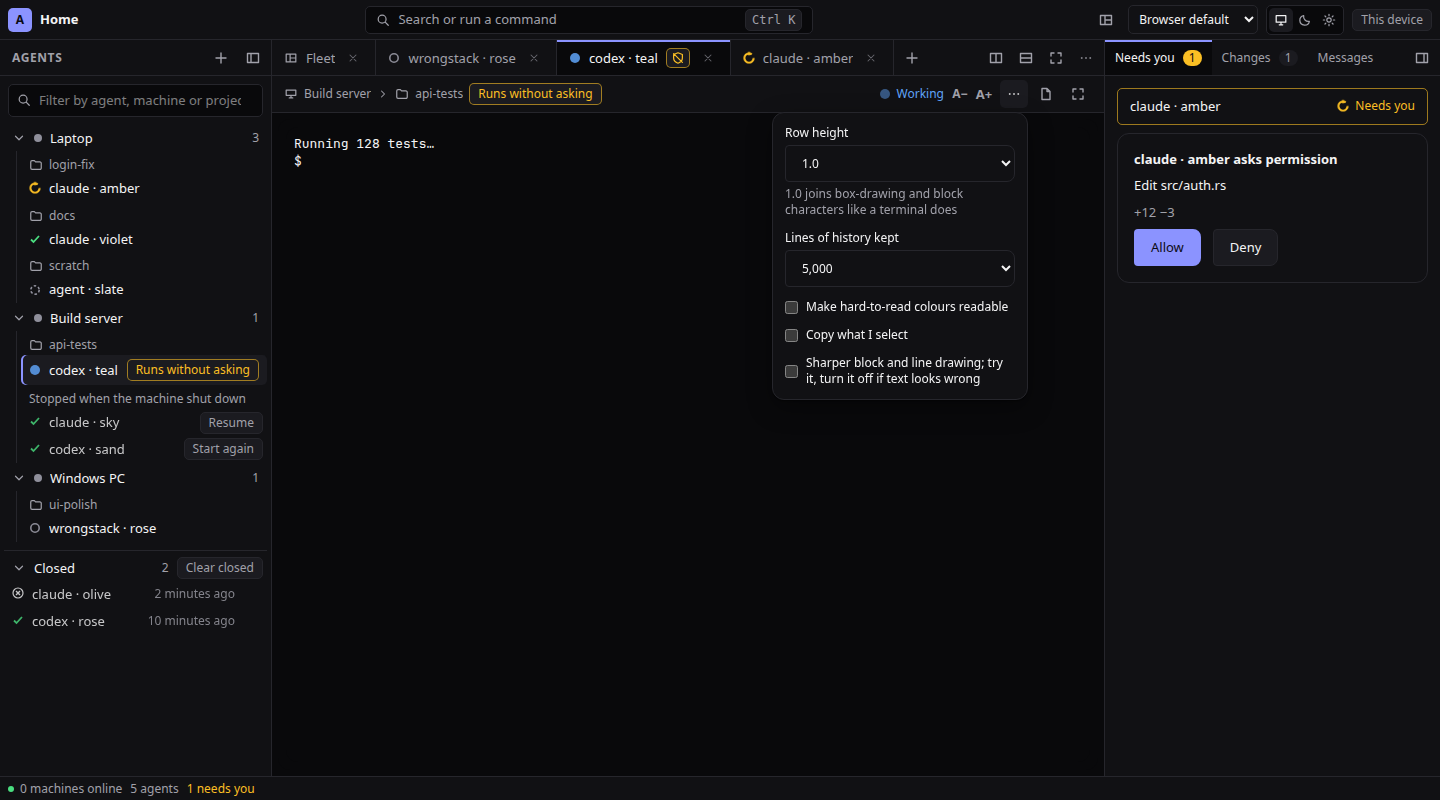 A Home
Search or run a command
Ctrl K
Browser default
This device
AGENTS
Filter by agent, machine or projec
Laptop 3
login-fix
claude · amber
docs
claude · violet
scratch
agent · slate
Build server 1
api-tests
codex · teal Runs without asking
Stopped when the machine shut down
claude · sky Resume
codex · sand Start again
Windows PC 1
ui-polish
wrongstack · rose
Closed 2 Clear closed
claude · olive 2 minutes ago
codex · rose 10 minutes ago
Fleet
wrongstack · rose
codex · teal
claude · amber
Build server
api-tests
Runs without asking
Working A− A+
Running 128 tests…
$
Row height
1.0
1.0 joins box-drawing and block
characters like a terminal does
Lines of history kept
5,000
Make hard-to-read colours readable
Copy what I select
Sharper block and line drawing; try
it, turn it off if text looks wrong
Needs you 1
Changes 1
Messages
claude · amber Needs you
claude · amber asks permission
Edit src/auth.rs
+12 −3
Allow Deny
0 machines online 5 agents 1 needs you